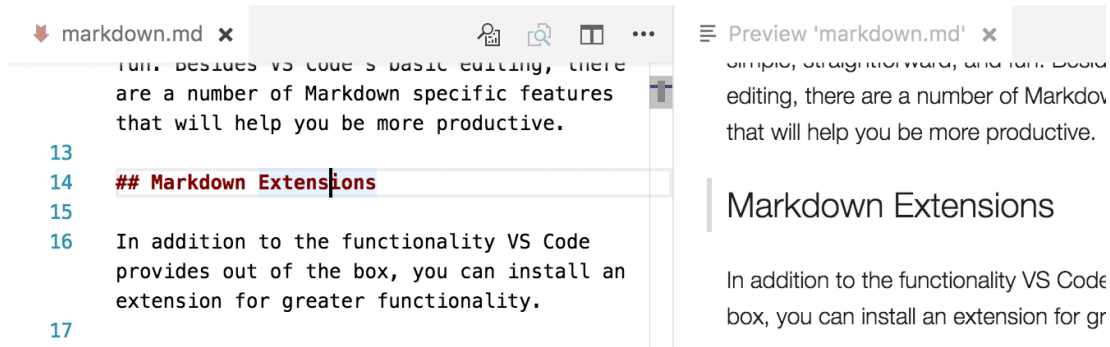 markdown.md
Preview 'markdown.md'
fun. Besides VS Code's basic editing, there
are a number of Markdown specific features
that will help you be more productive.
13
14 ## Markdown Extensions
15
16 In addition to the functionality VS Code
provides out of the box, you can install an
extension for greater functionality.
17
simple, straightforward, and fun.
editing, there are a number of
that will help you be more productive.
Markdown Extensions
In addition to the functionality VS Code
box, you can install an extension for